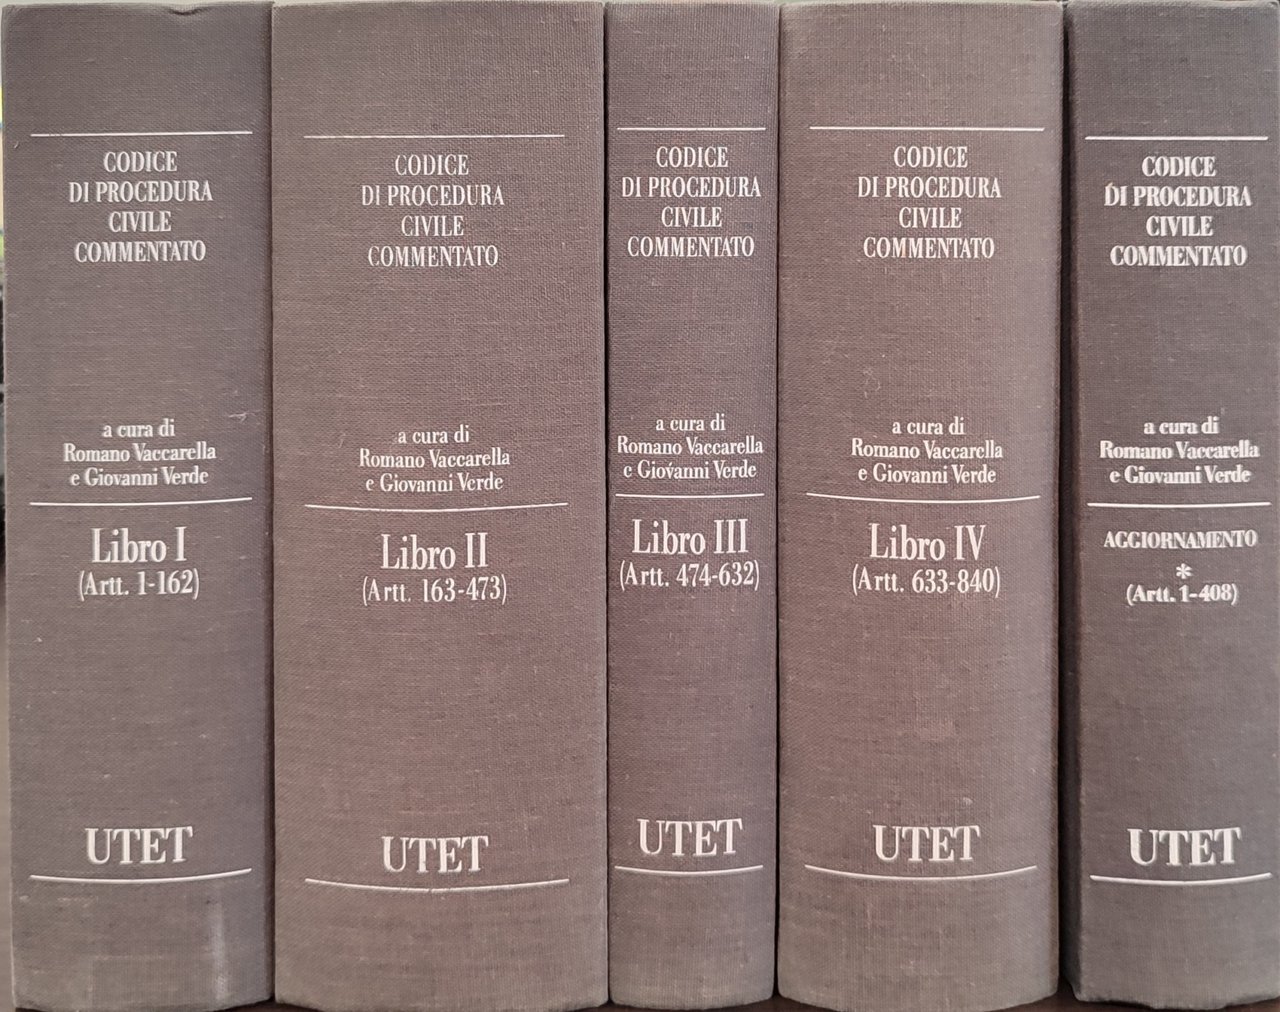 CODICE
DI PROCEDURA
CIVILE
COMMENTATO
a cura di
Romano Vaccarella
e Giovanni Verde
Libro I
(Artt. 1-162)
UTET
CODICE
DI PROCEDURA
CIVILE
COMMENTATO
a cura di
Romano Vaccarella
e Giovanni Verde
Libro II
(Artt. 163-473)
UTET
CODICE
DI PROCEDURA
CIVILE
COMMENTATO
a cura di
Romano Vaccarella
e Giovanni Verde
Libro III
(Artt. 474-632)
UTET
CODICE
DI PROCEDURA
CIVILE
COMMENTATO
a cura di
Romano Vaccarella
e Giovanni Verde
Libro IV
(Artt. 633-840)
UTET
CODICE
DI PROCEDURA
CIVILE
COMMENTATO
a cura di
Romano Vaccarella
e Giovanni Verde
AGGIORNAMENTO
*
(Artt. 1-408)
UTET